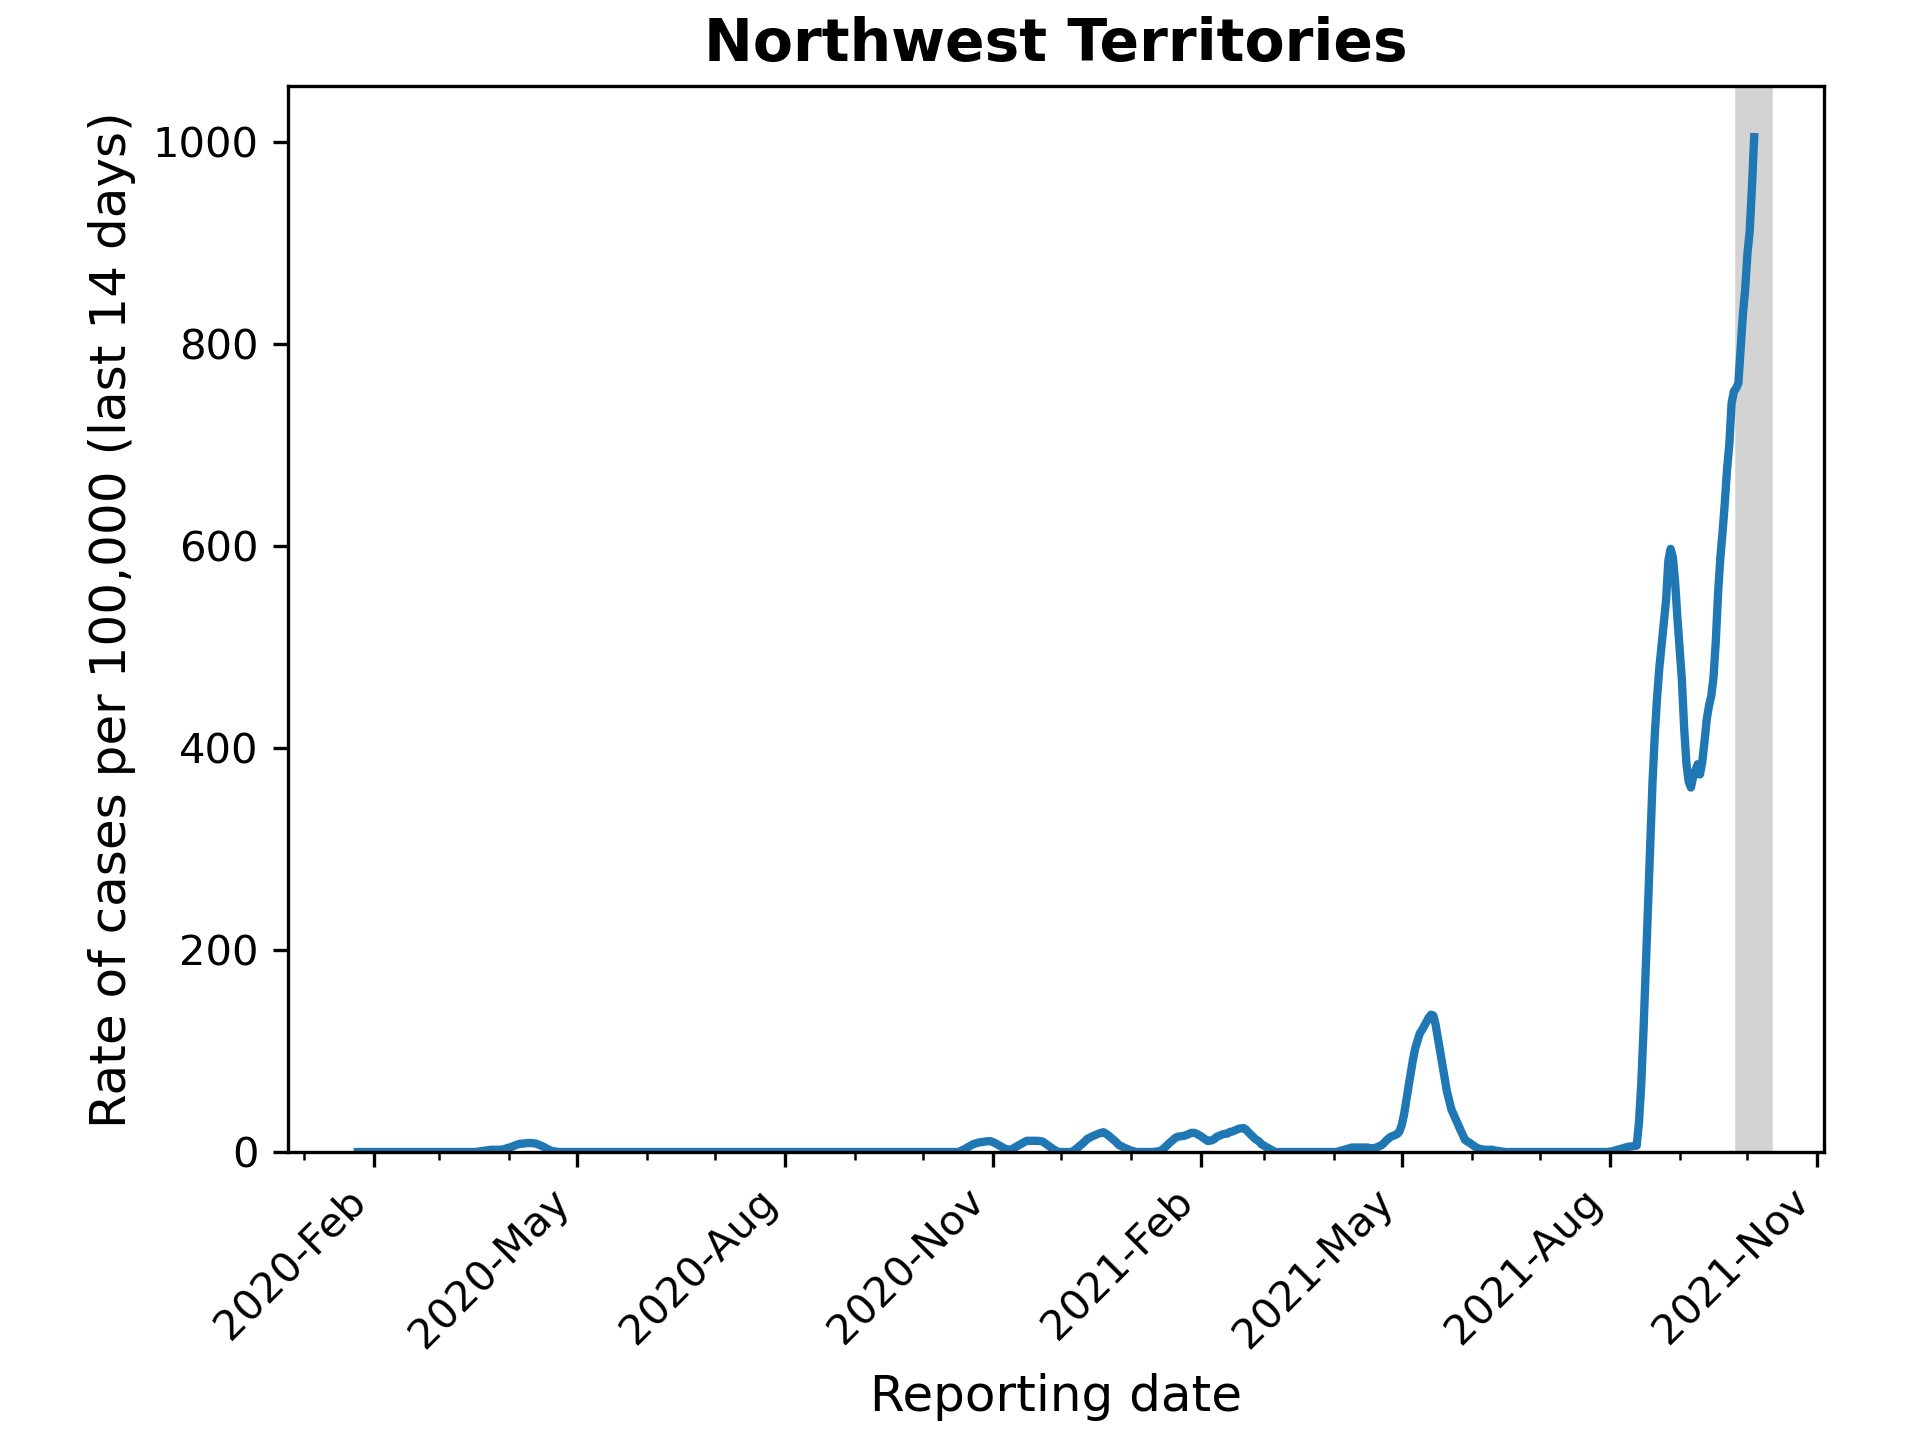 Northwest Territories
Rate of cases per 100,000 (last 14 days)
1000
800
600
400
200
0
2020-Feb
2020-May
2020-Aug
2020-Nov
2021-Feb
2021-May
2021-Aug
2021-Nov
Reporting date